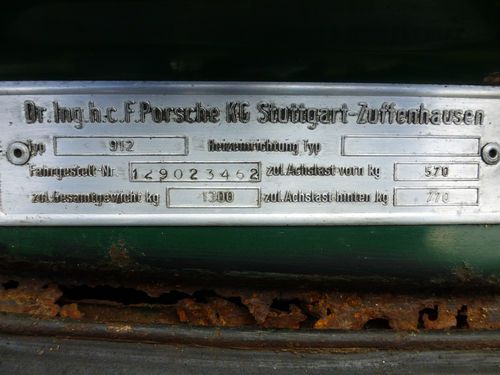 Dr. Ing. h. c. F. Porsche KG Stuttgart-Zuffenhausen
Typ 912 Heizeinrichtung Typ
Fahrgestell-Nr. 129023462 zul. Achslast vorn kg 570
zul. Gesamtgewicht kg 1300 zul. Achslast hinten kg 770